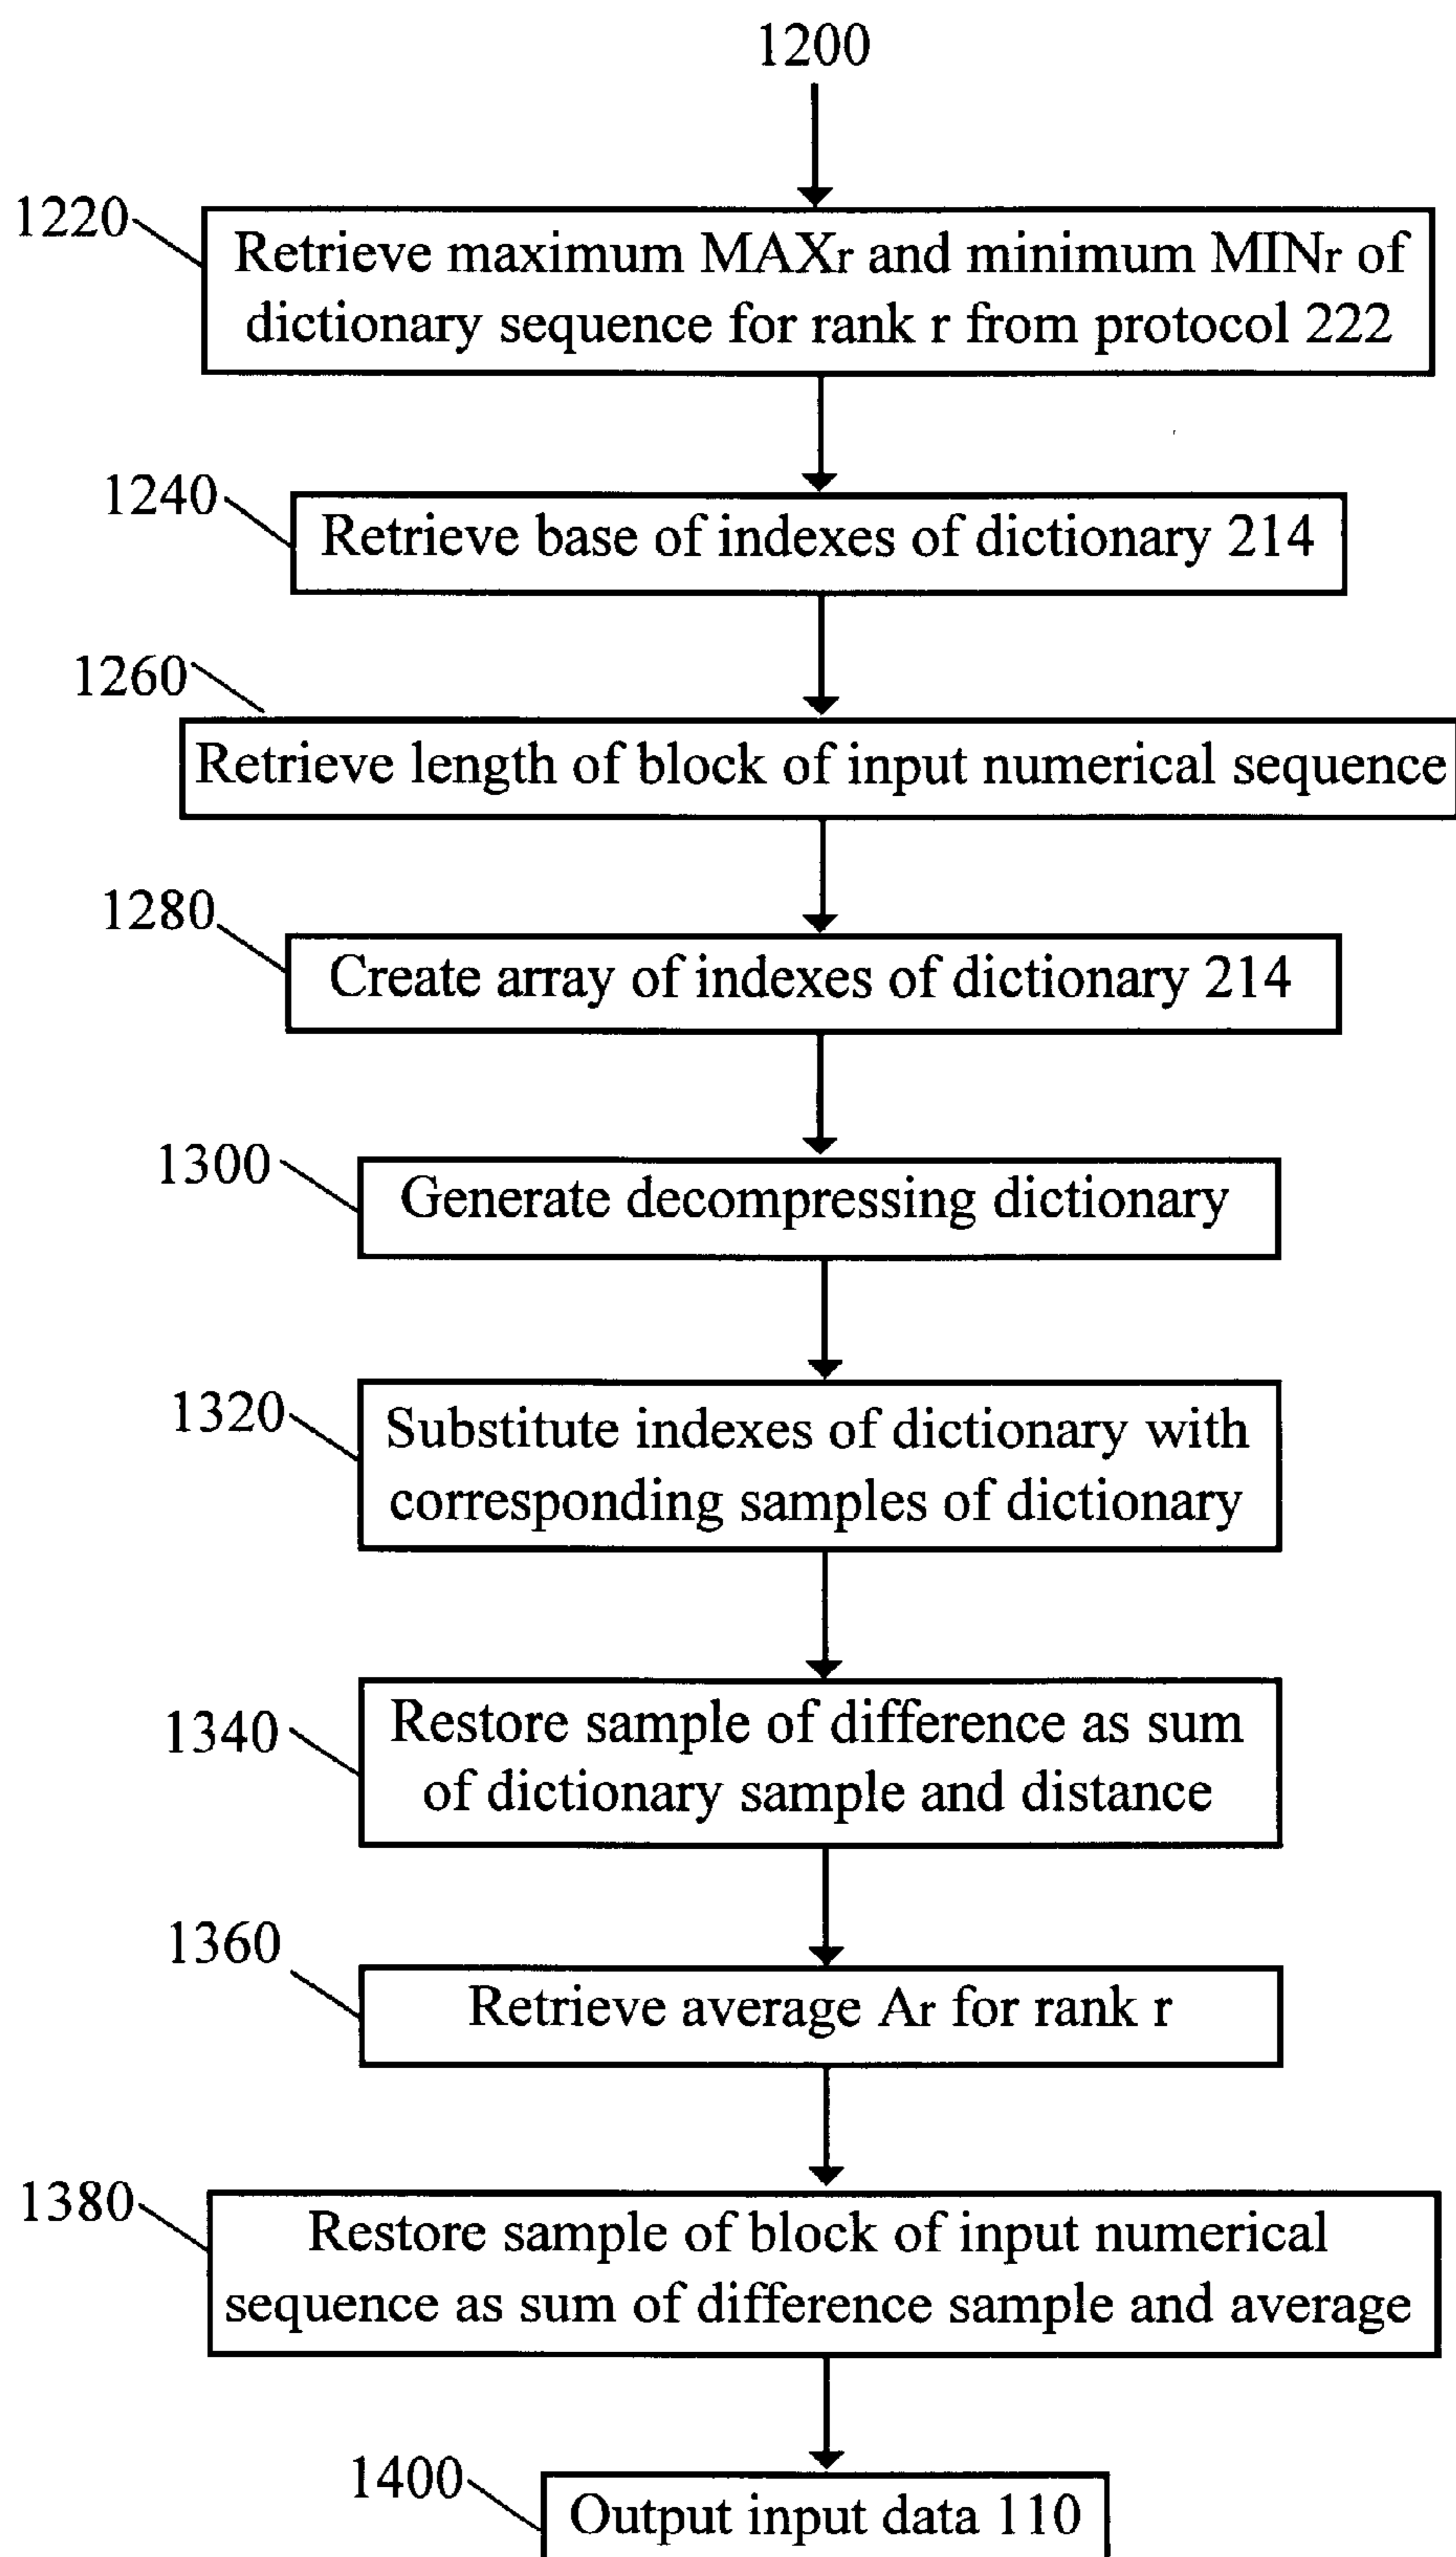 1200
1220
Retrieve maximum MAXr and minimum MINr of
dictionary sequence for rank r from protocol 222
1240
Retrieve base of indexes of dictionary 214
1260
Retrieve length of block of input numerical sequence
1280
Create array of indexes of dictionary 214
1300
Generate decompressing dictionary
1320
Substitute indexes of dictionary with
corresponding samples of dictionary
1340
Restore sample of difference as sum
of dictionary sample and distance
1360
Retrieve average Ar for rank r
1380
Restore sample of block of input numerical
sequence as sum of difference sample and average
1400
Output input data 110